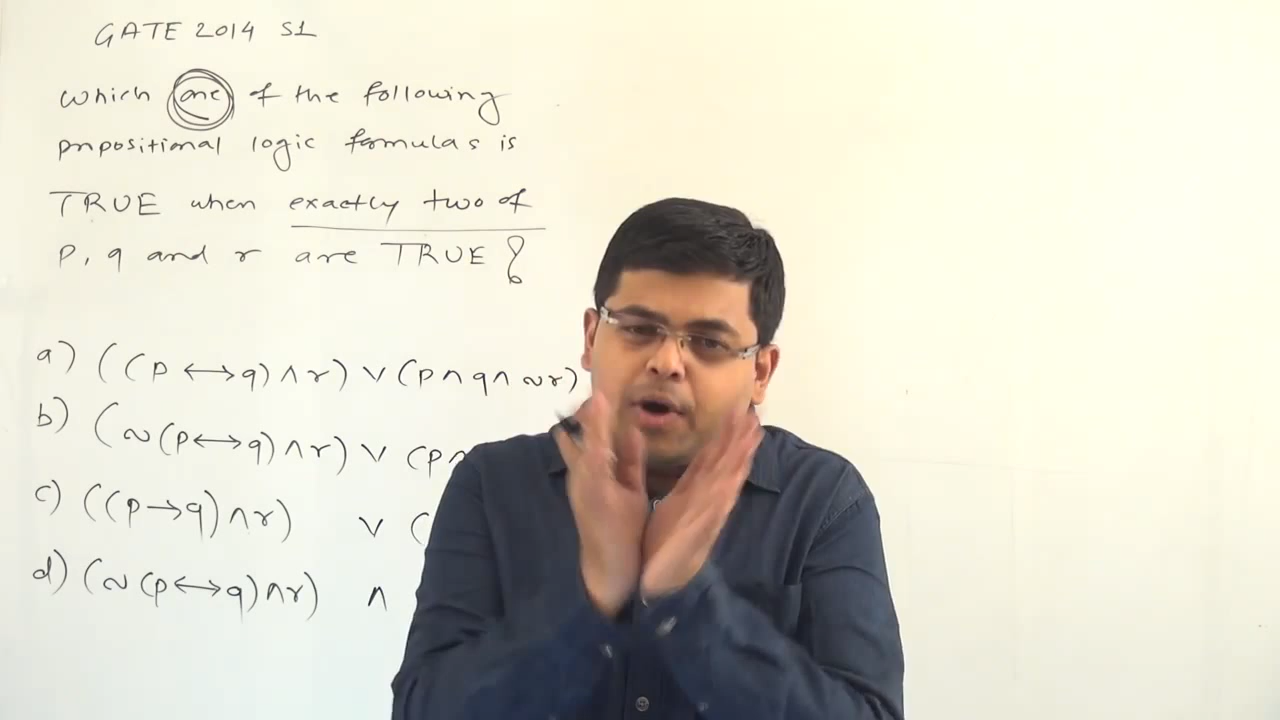 GATE 2014 S1
which one of the following
propositional logic formulas is
TRUE when exactly two of
p, q and r are TRUE?
a) ((p ↔ q) ∧ r) ∨ (p ∧ q ∧ ~r)
b) (~(p ↔ q) ∧ r) ∨ (p ∧
c) ((p → q) ∧ r) ∨ (
d) (~(p ↔ q) ∧ r) ∧